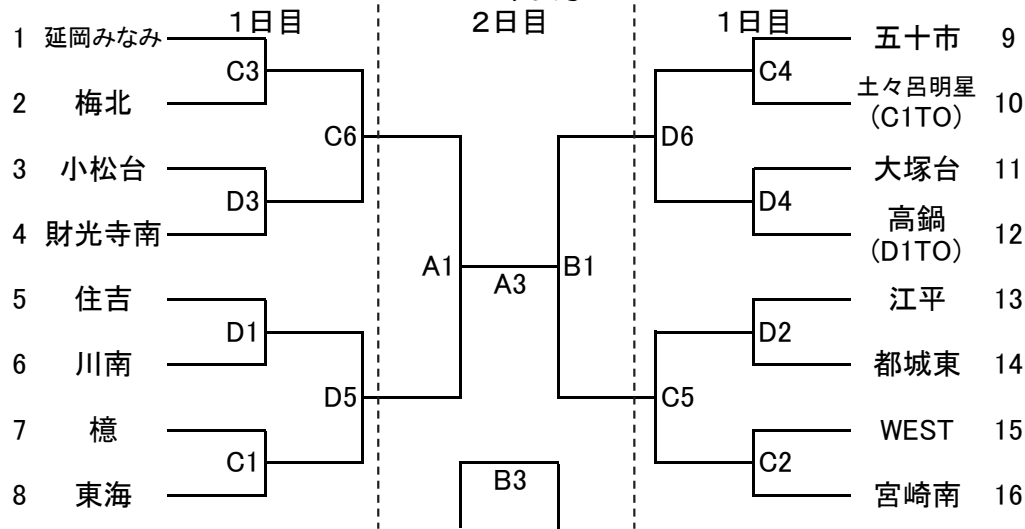 1日目
2日目
1日目
1 延岡みなみ
2 梅北
3 小松台
4 財光寺南
5 住吉
6 川南
7 檍
8 東海
C3
D3
D1
C1
C6
D5
A1
A3
B3
B1
D6
C5
C4
D4
D2
C2
五十市 9
土々呂明星
(C1TO) 10
大塚台 11
高鍋
(D1TO) 12
江平 13
都城東 14
WEST 15
宮崎南 16